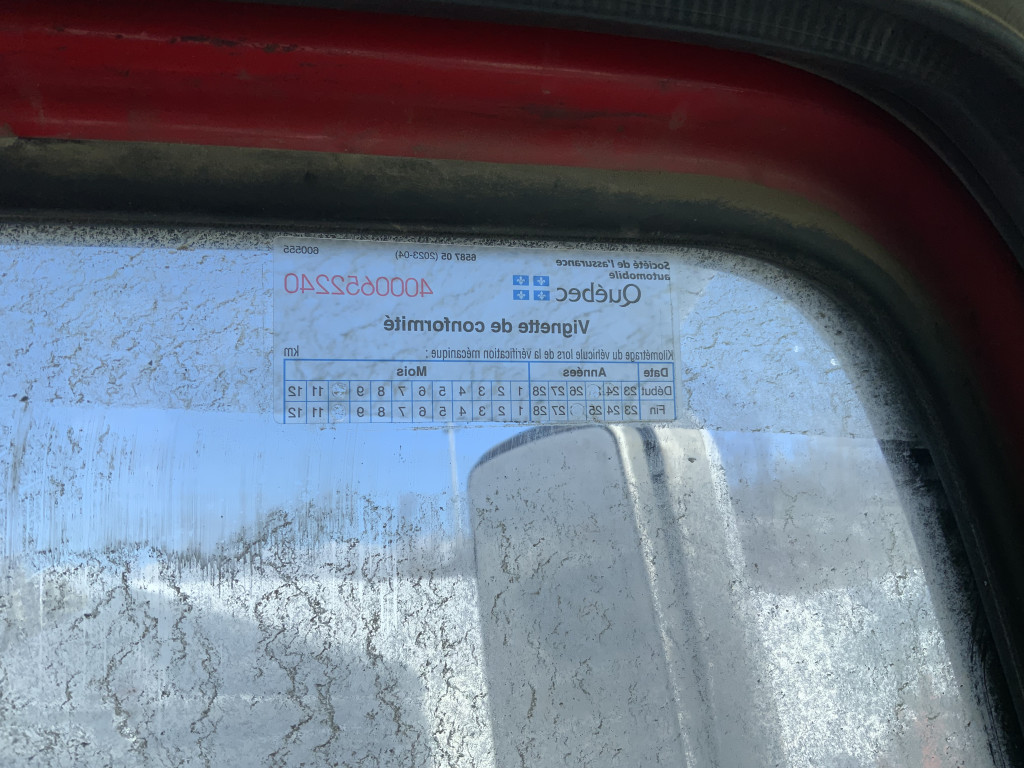 Société de l'assurance
automobile
6587 05 (2023-04)
600555
Québec
4000652240
Vignette de conformité
Kilométrage du véhicule lors de la vérification mécanique :
km
Date Années Mois
Début 23 24 26 27 28 1 2 3 4 5 6 7 8 9 11 12
Fin 23 24 25 27 28 1 2 3 4 5 6 7 8 9 11 12